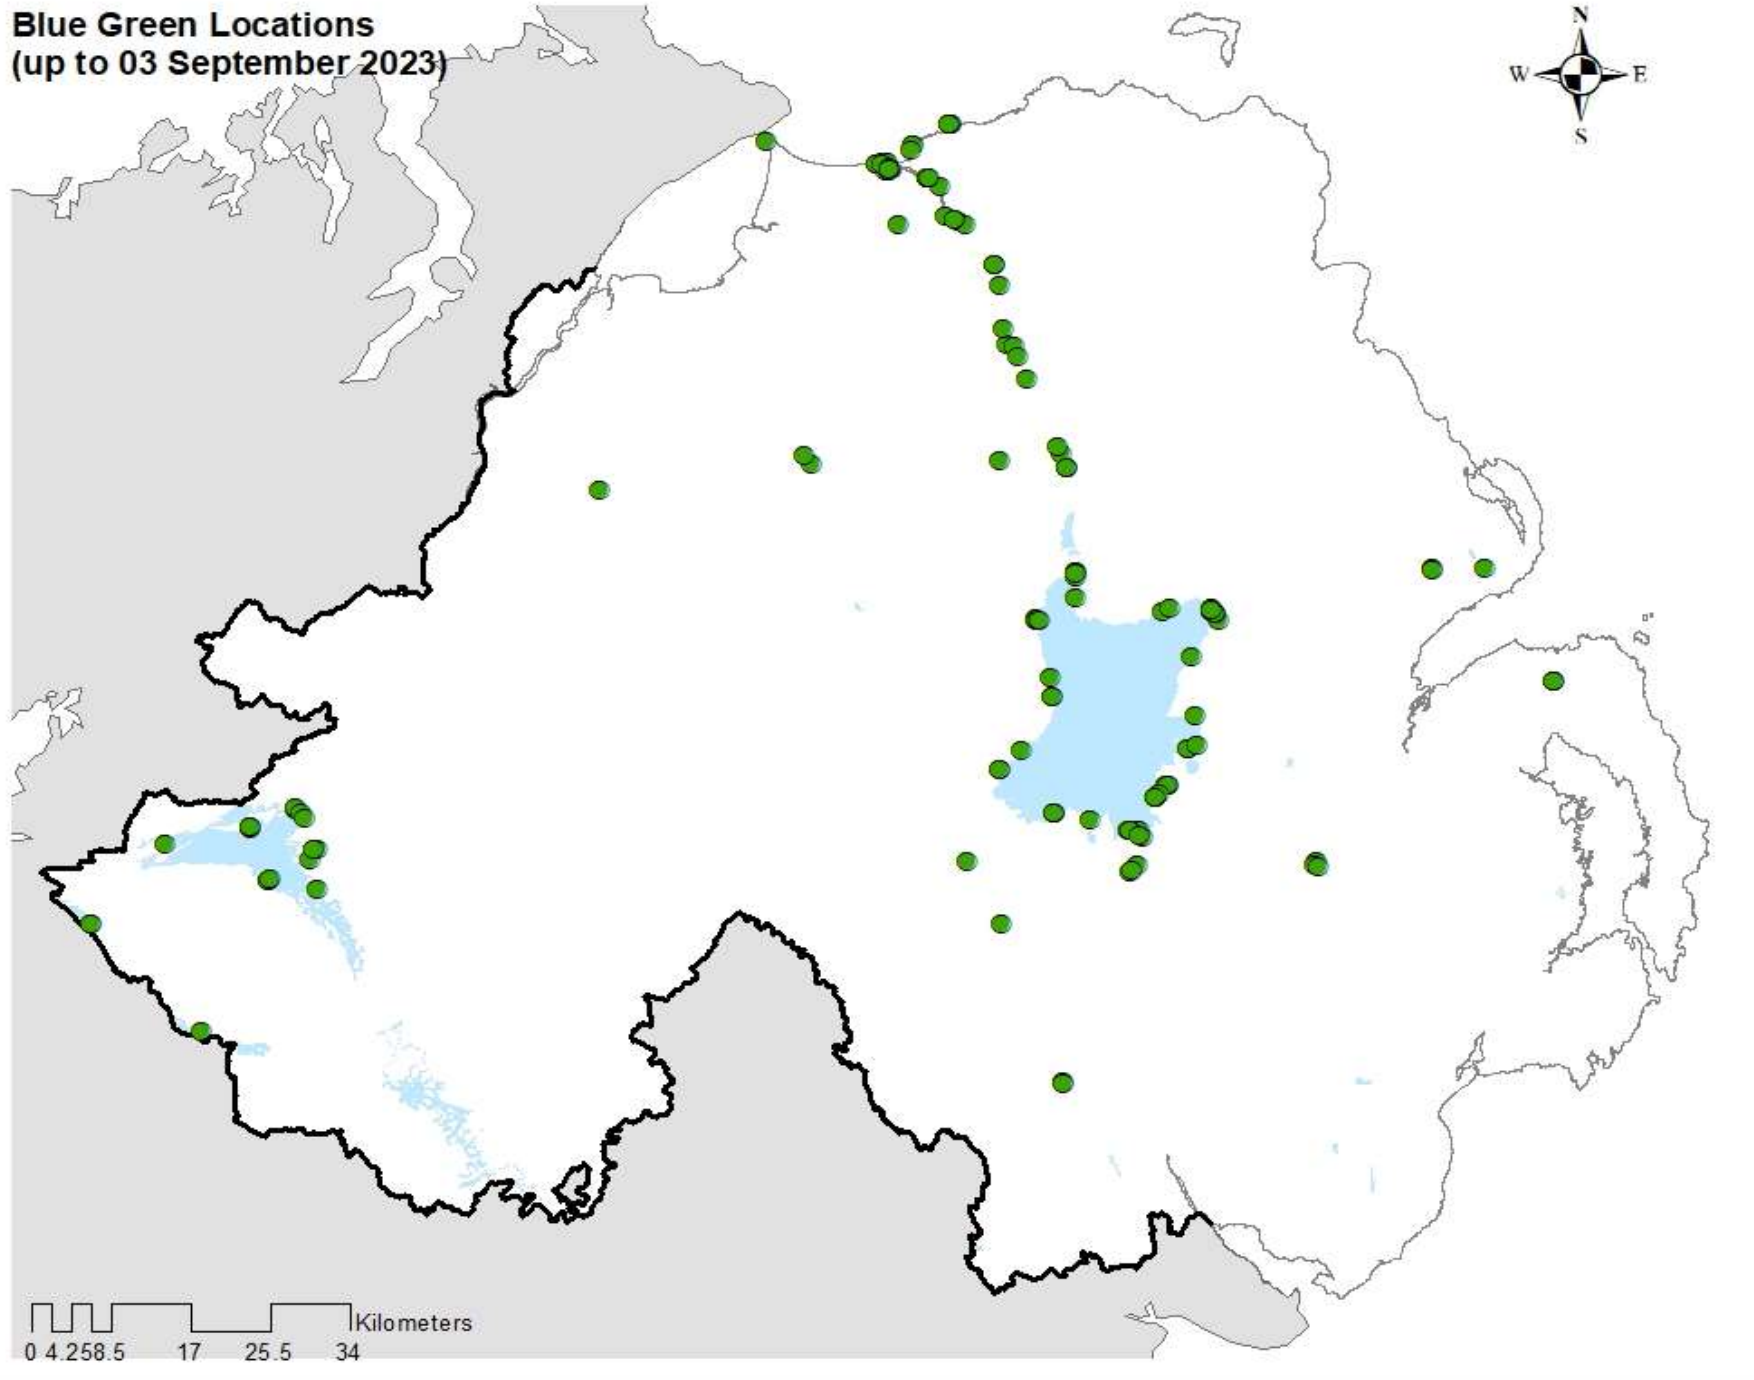 Blue Green Locations
(up to 03 September 2023)
N
W E
S
Kilometers
0 4.258.5 17 25.5 34